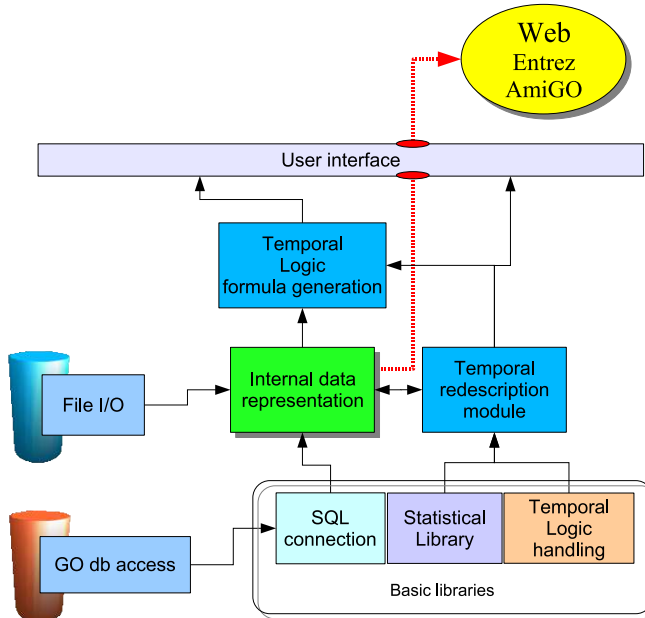 Web
Entrez
AmiGO
User interface
Temporal
Logic
formula generation
File I/O
Internal data
representation
Temporal
redescription
module
GO db access
SQL
connection
Statistical
Library
Temporal
Logic
handling
Basic libraries